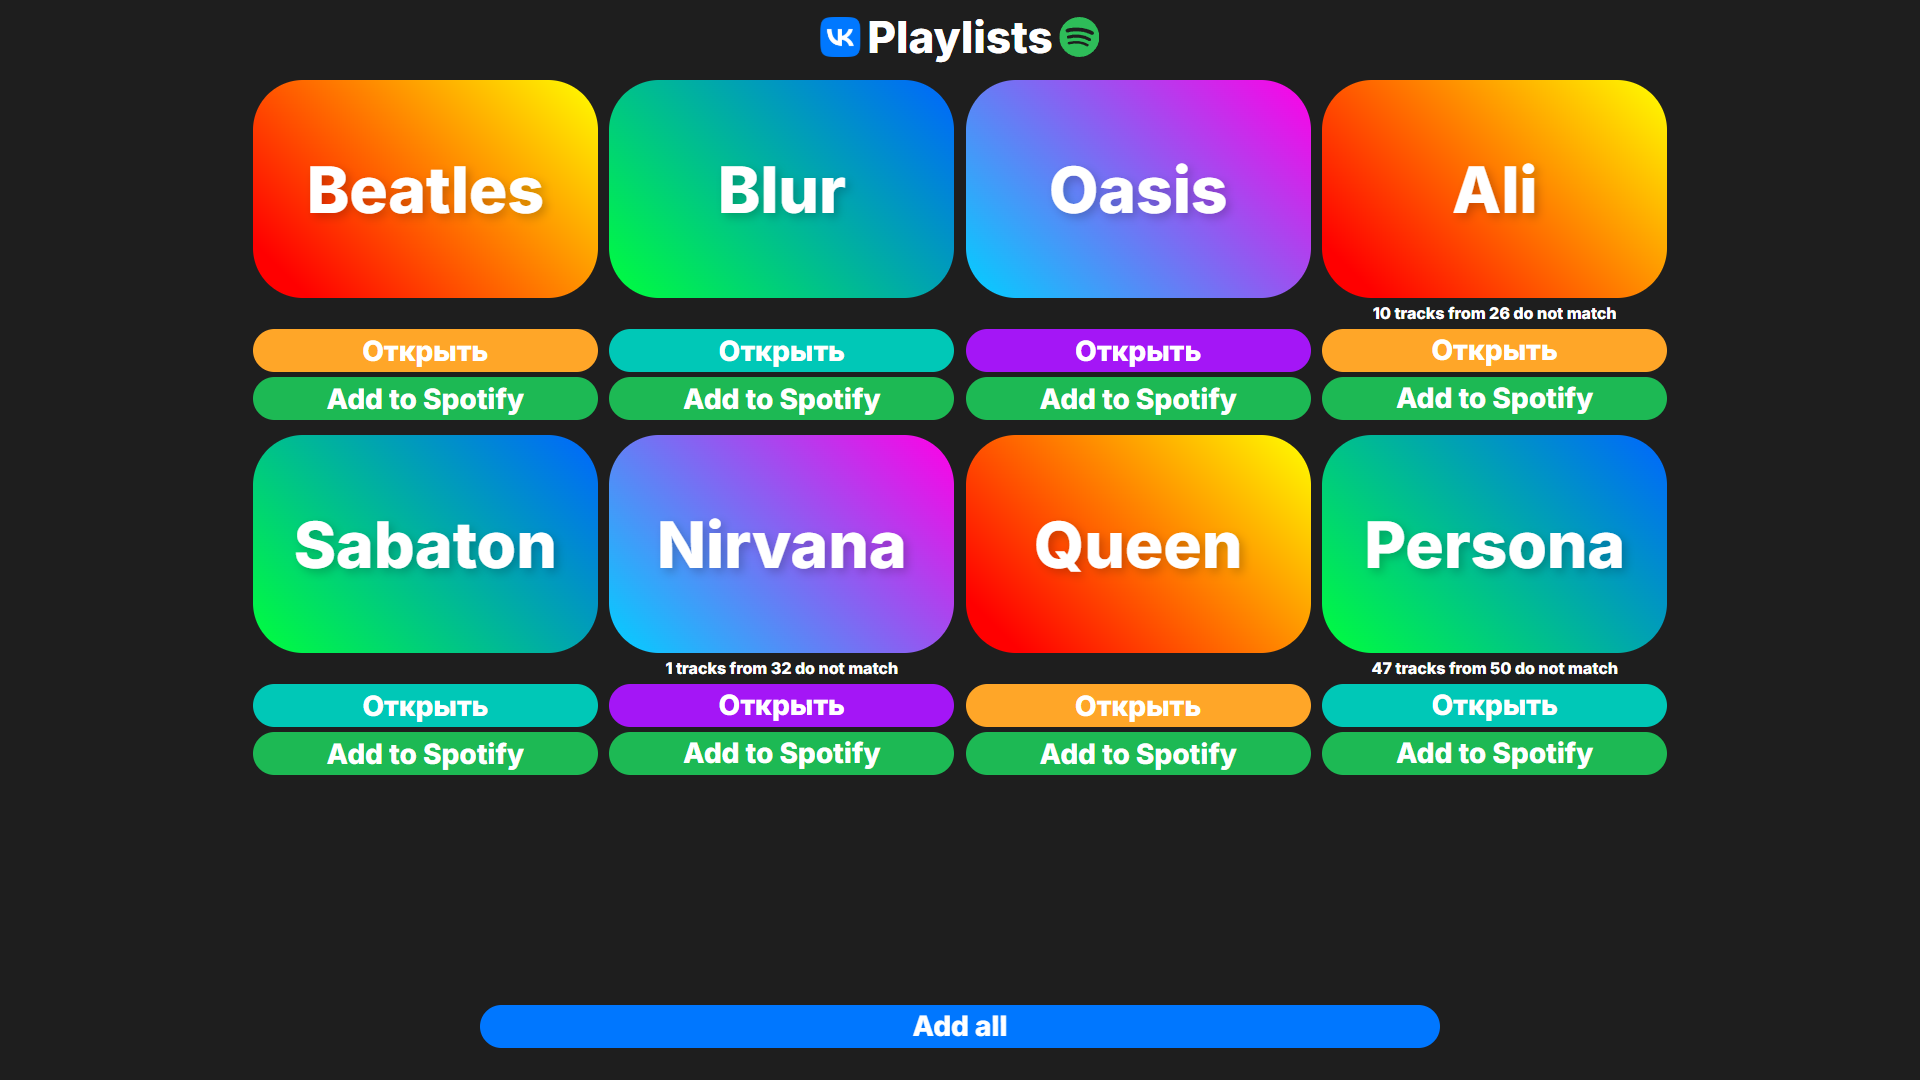 VK Playlists
Beatles
Blur
Oasis
Ali
10 tracks from 26 do not match
Открыть
Открыть
Открыть
Открыть
Add to Spotify
Add to Spotify
Add to Spotify
Add to Spotify
Sabaton
Nirvana
Queen
Persona
1 tracks from 32 do not match
47 tracks from 50 do not match
Открыть
Открыть
Открыть
Открыть
Add to Spotify
Add to Spotify
Add to Spotify
Add to Spotify
Add all